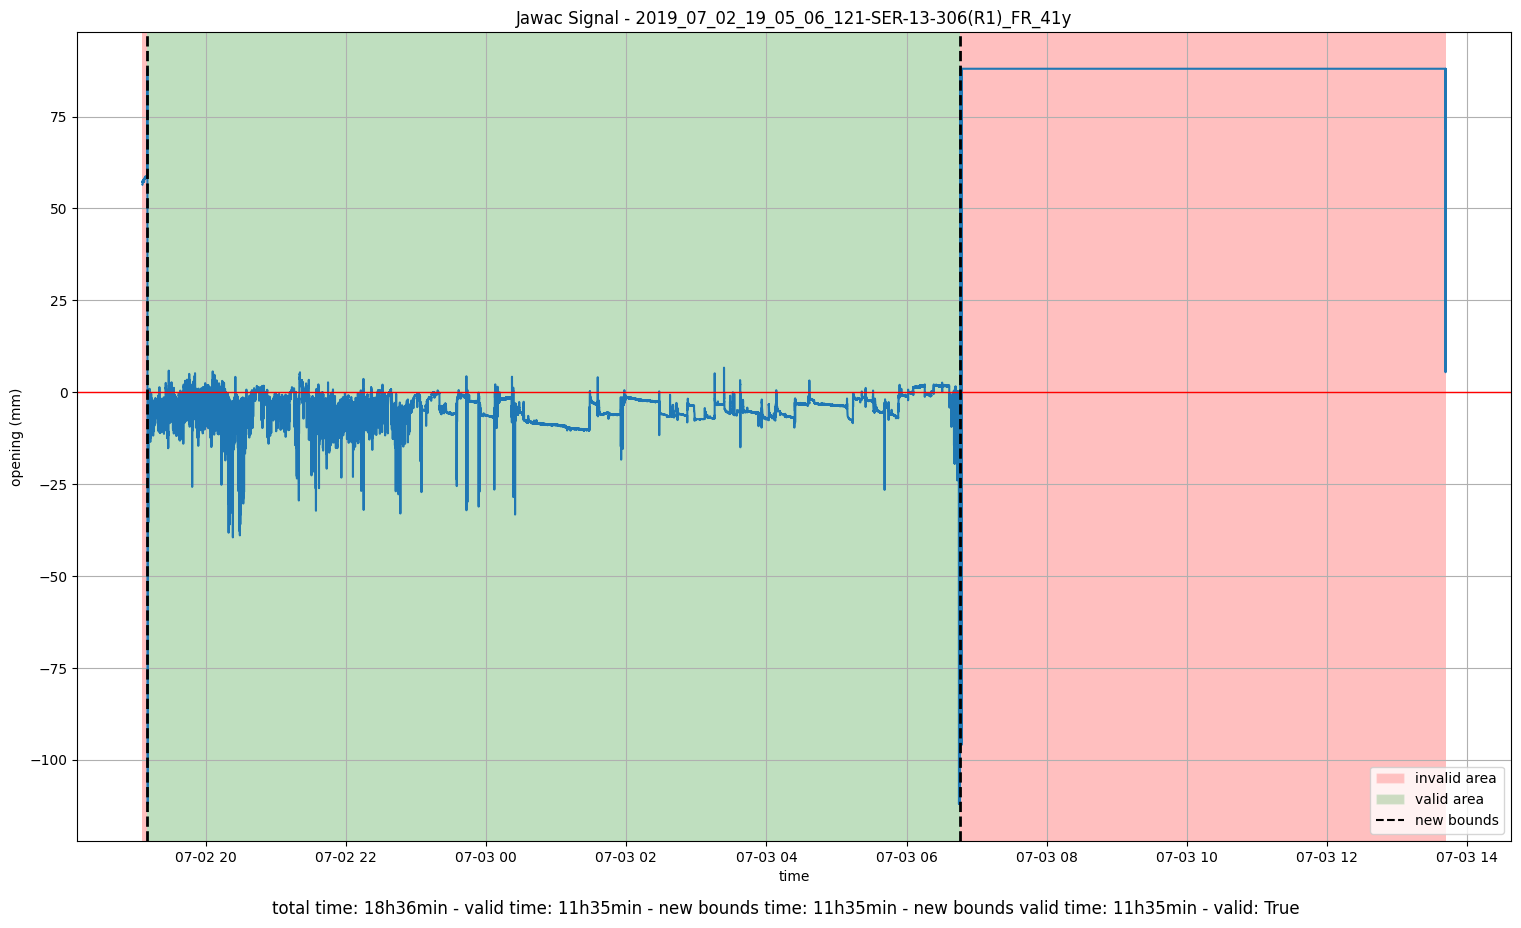 Jawac Signal - 2019_07_02_19_05_06_121-SER-13-306(R1)_FR_41y
75
50
25
0
−25
−50
−75
−100
opening (mm)
07-02 20
07-02 22
07-03 00
07-03 02
07-03 04
07-03 06
07-03 08
07-03 10
07-03 12
07-03 14
time
invalid area
valid area
new bounds
total time: 18h36min - valid time: 11h35min - new bounds time: 11h35min - new bounds valid time: 11h35min - valid: True